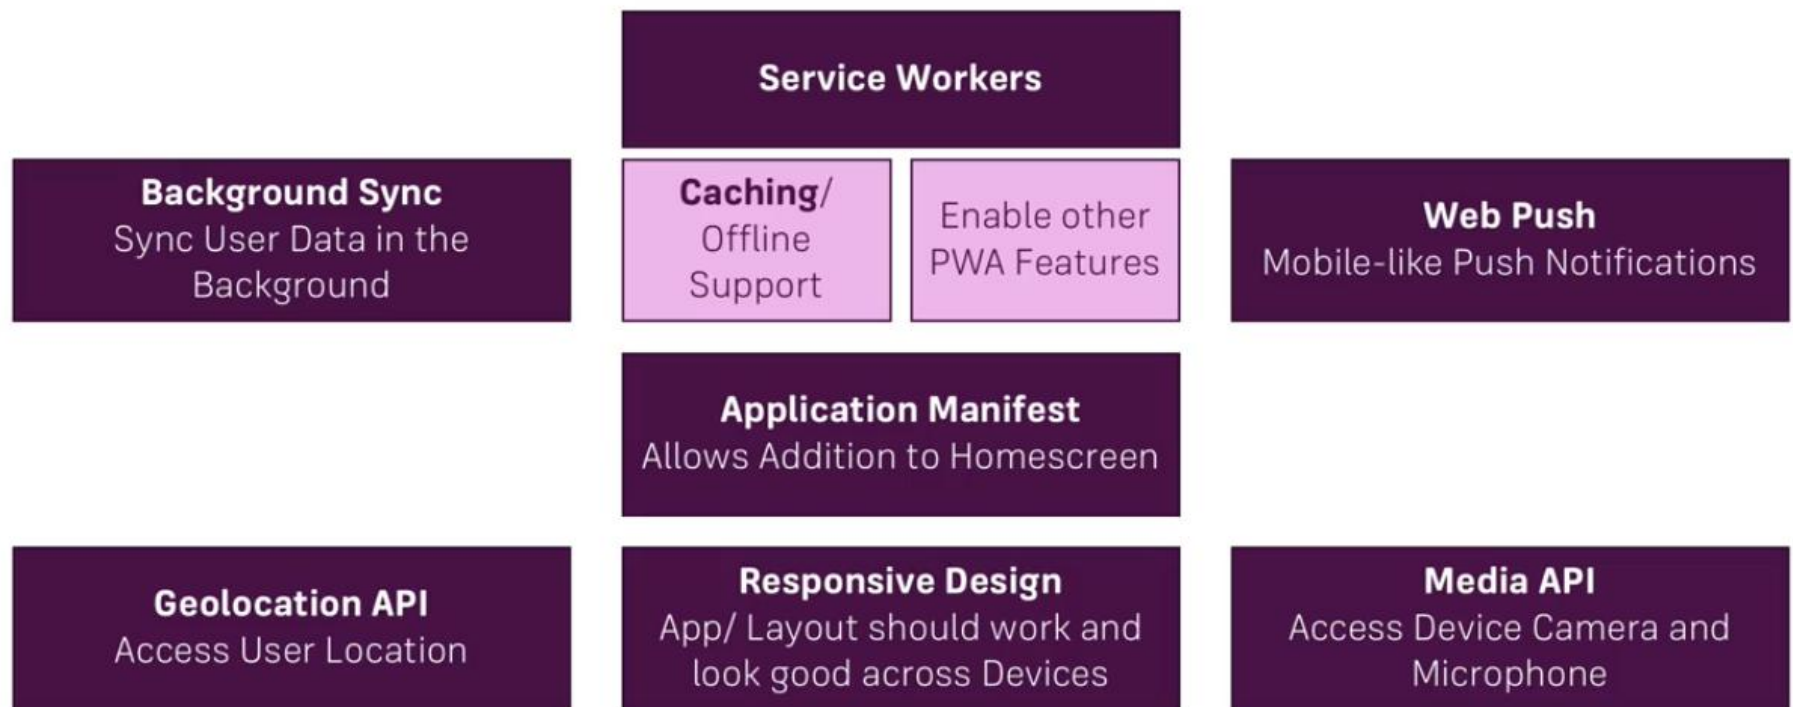 Service Workers
Background Sync
Sync User Data in the
Background
Caching/
Offline
Support
Enable other
PWA Features
Web Push
Mobile-like Push Notifications
Application Manifest
Allows Addition to Homescreen
Geolocation API
Access User Location
Responsive Design
App/ Layout should work and
look good across Devices
Media API
Access Device Camera and
Microphone